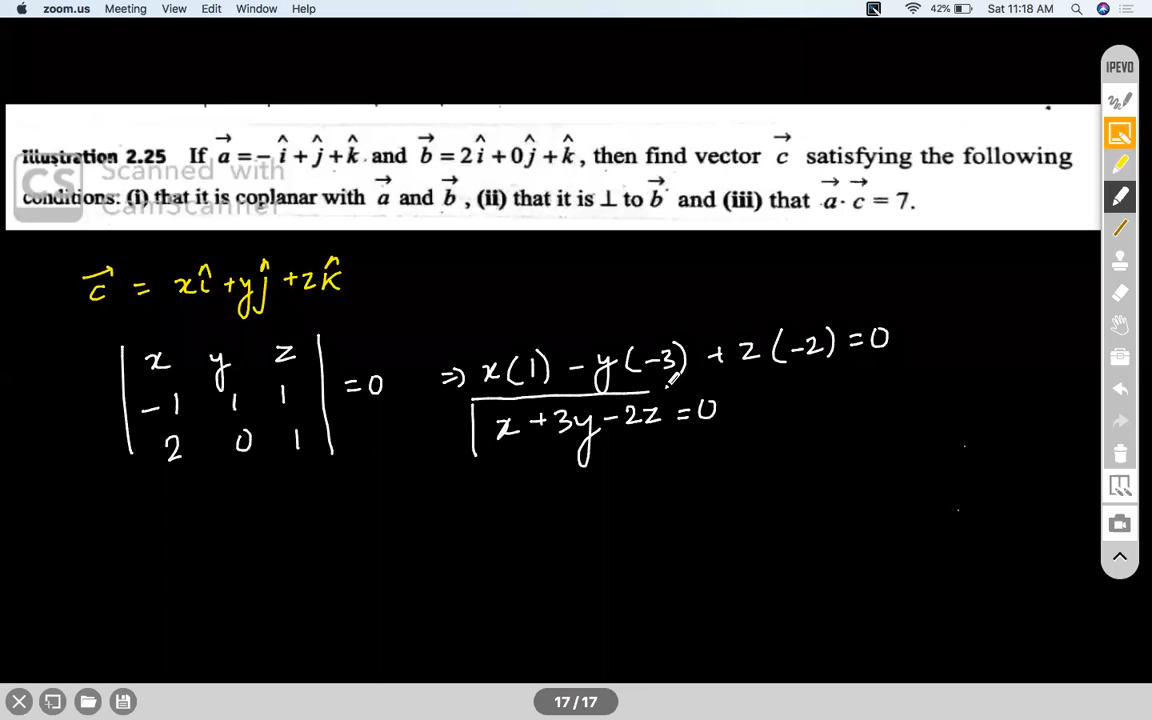 zoom.us Meeting View Edit Window Help 42% Sat 11:18 AM
IPEVO
Illustration 2.25 If a⃗ = − î + ĵ + k̂ and b⃗ = 2î + 0ĵ + k̂, then find vector c⃗ satisfying the following
conditions: (i) that it is coplanar with a⃗ and b⃗, (ii) that it is ⊥ to b⃗ and (iii) that a⃗· c⃗ = 7.
CS Scanned with
CamScanner
c⃗ = xî + yĵ + zk̂
| x y z |
| −1 1 1 | = 0 ⇒ x(1) − y(−3) + z(−2) = 0
| 2 0 1 |
x + 3y − 2z = 0
17 / 17